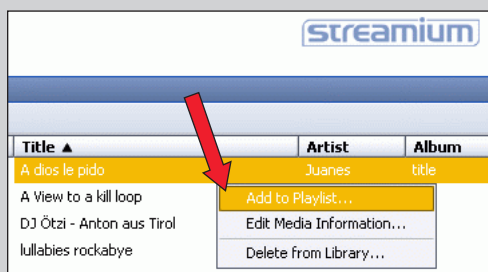 streamium
Title ▲ Artist Album
A dios le pido Juanes title
A View to a kill loop
Add to Playlist...
DJ Ötzi - Anton aus Tirol
Edit Media Information...
lullabies rockabye
Delete from Library...